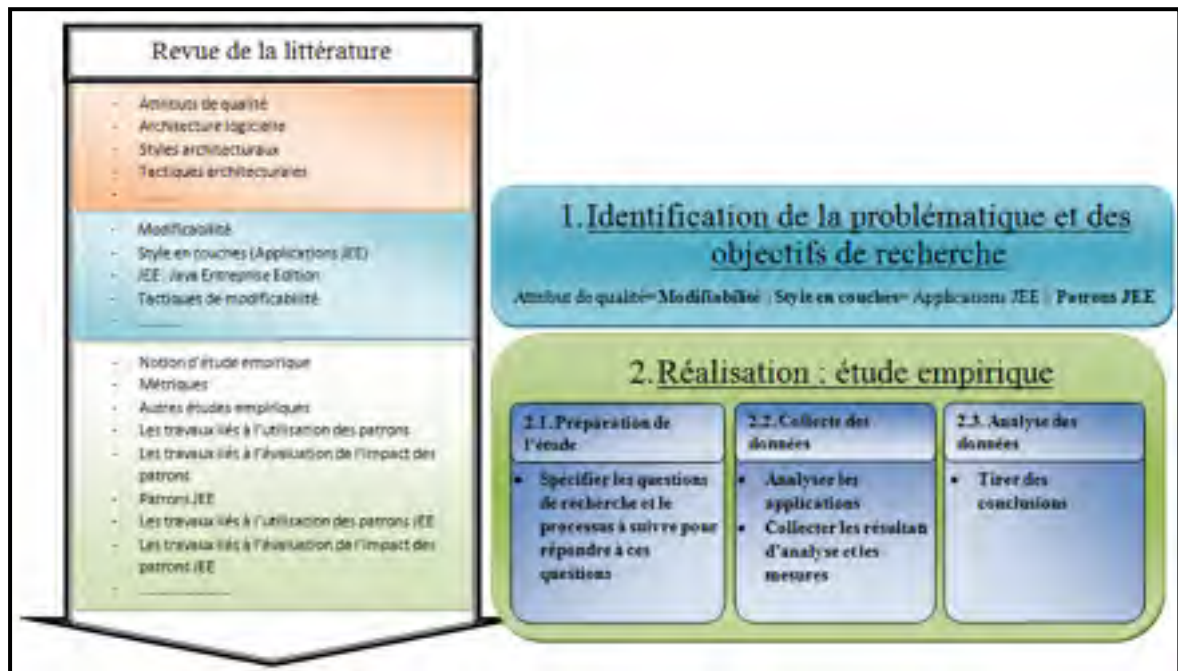 Revue de la littérature
- Attributs de qualité
- Architecture logicielle
- Styles architecturaux
- Tactiques architecturales
- ..........
- Modificabilité
- Style en couches (Applications JEE)
- JEE : Java Entreprise Edition
- Tactiques de modificabilité
- ..........
- Notion d'étude empirique
- Métriques
- Autres études empiriques
- Les travaux liés à l'utilisation des patrons
- Les travaux liés à l'évaluation de l'impact des
patrons
- Patrons JEE
- Les travaux liés à l'utilisation des patrons JEE
- Les travaux liés à l'évaluation de l'impact des
patrons JEE
- ....................
1. Identification de la problématique et des
objectifs de recherche
Attribut de qualité= Modifiabilité ; Style en couches= Applications JEE ; Patrons JEE
2. Réalisation : étude empirique
2.1. Préparation de
l'étude
• Spécifier les questions
de recherche et le
processus à suivre pour
répondre à ces
questions
2.2. Collecte des
données
• Analyser les
applications
• Collecter les résultan
d'analyse et les
mesures
2.3. Analyse des
données
• Tirer des
conclusions